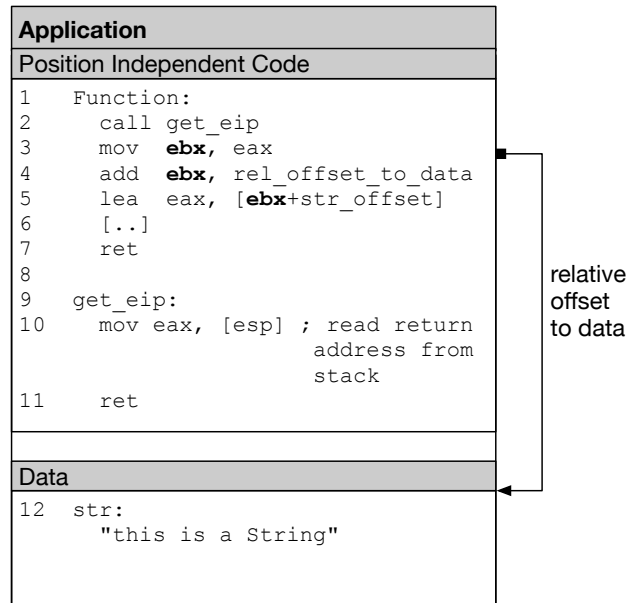 Application
Position Independent Code
1 Function:
2 call get_eip
3 mov ebx, eax
4 add ebx, rel_offset_to_data
5 lea eax, [ebx+str_offset]
6 [..]
7 ret
8
9 get_eip:
10 mov eax, [esp] ; read return
address from
stack
11 ret
relative
offset
to data
Data
12 str:
"this is a String"